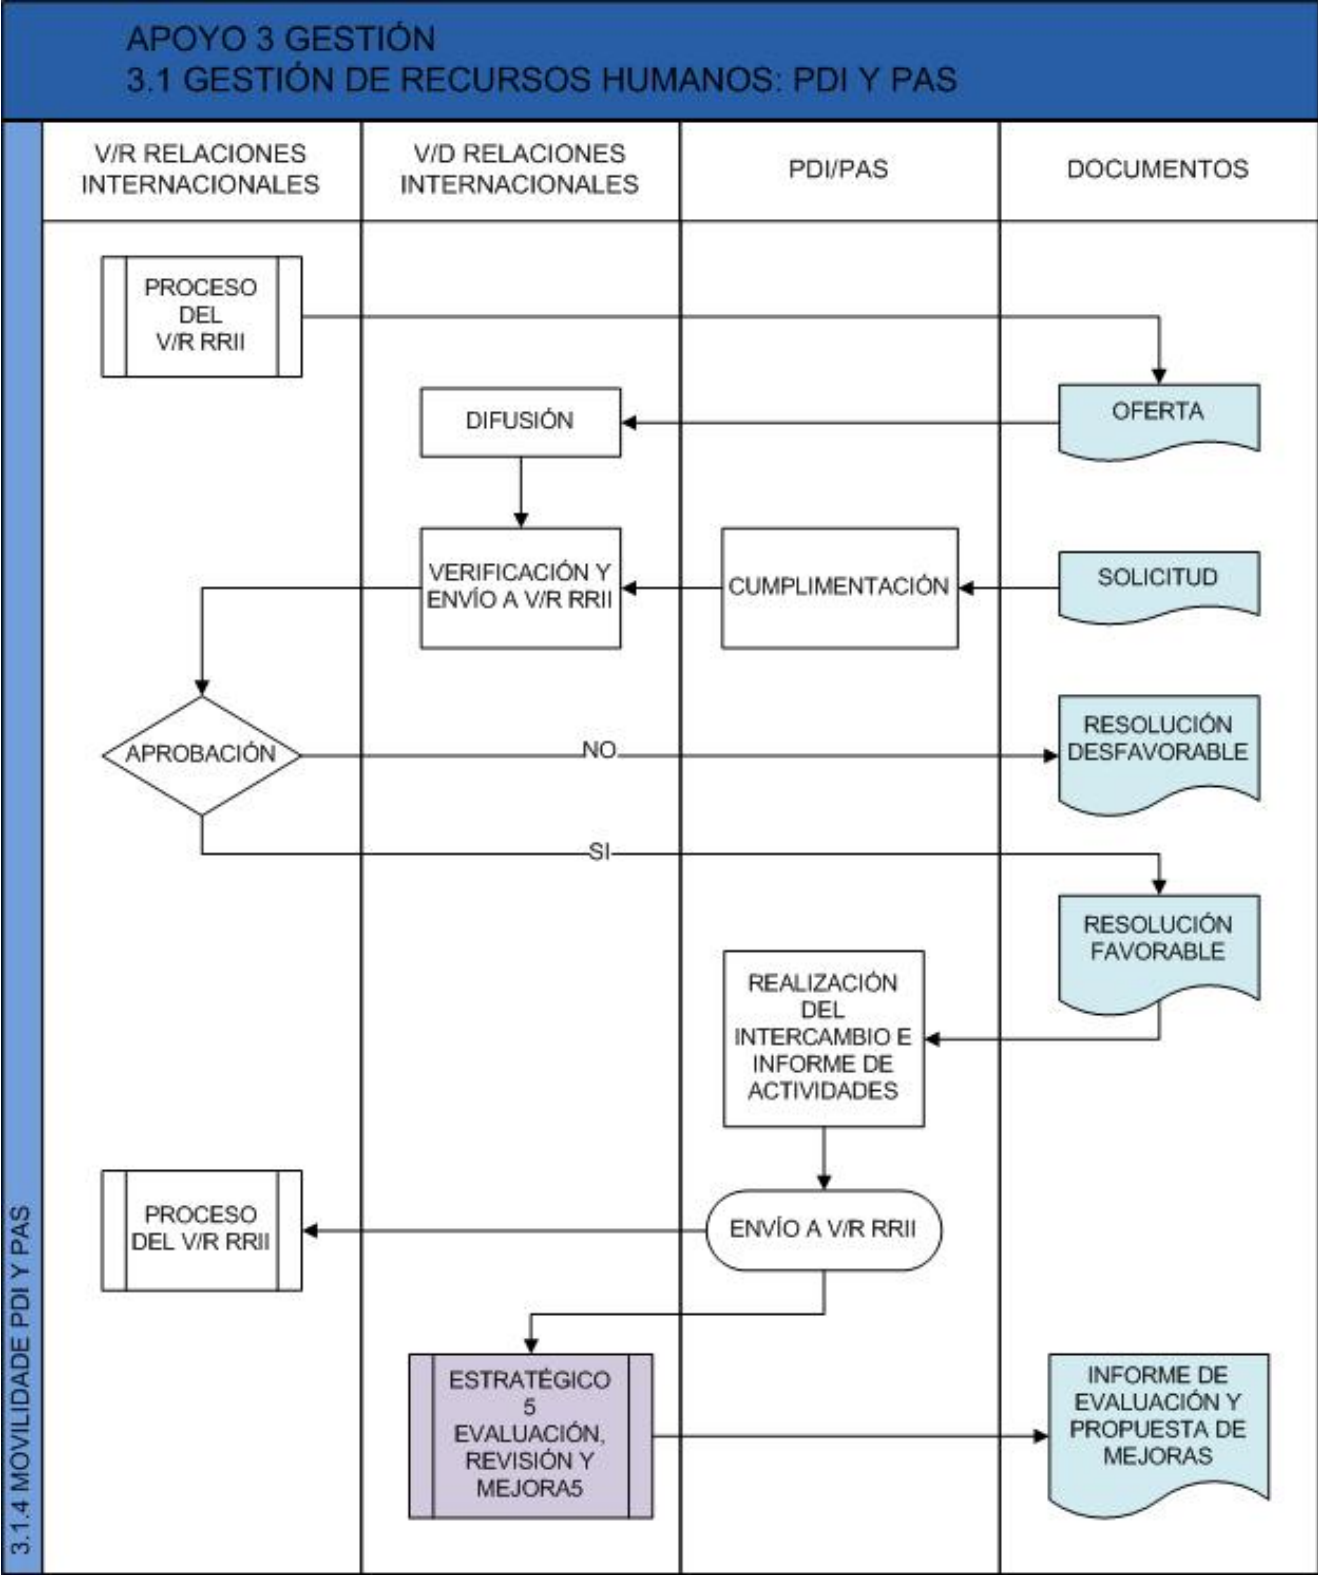 APOYO 3 GESTIÓN
3.1 GESTIÓN DE RECURSOS HUMANOS: PDI Y PAS
V/R RELACIONES
INTERNACIONALES
V/D RELACIONES
INTERNACIONALES
PDI/PAS
DOCUMENTOS
PROCESO
DEL
V/R RRII
OFERTA
DIFUSIÓN
VERIFICACIÓN Y
ENVÍO A V/R RRII
CUMPLIMENTACIÓN
SOLICITUD
APROBACIÓN
NO
RESOLUCIÓN
DESFAVORABLE
SI
RESOLUCIÓN
FAVORABLE
REALIZACIÓN
DEL
INTERCAMBIO E
INFORME DE
ACTIVIDADES
PROCESO
DEL V/R RRII
ENVÍO A V/R RRII
ESTRATÉGICO
5
EVALUACIÓN,
REVISIÓN Y
MEJORA5
INFORME DE
EVALUACIÓN Y
PROPUESTA DE
MEJORAS
3.1.4 MOVILIDADE PDI Y PAS